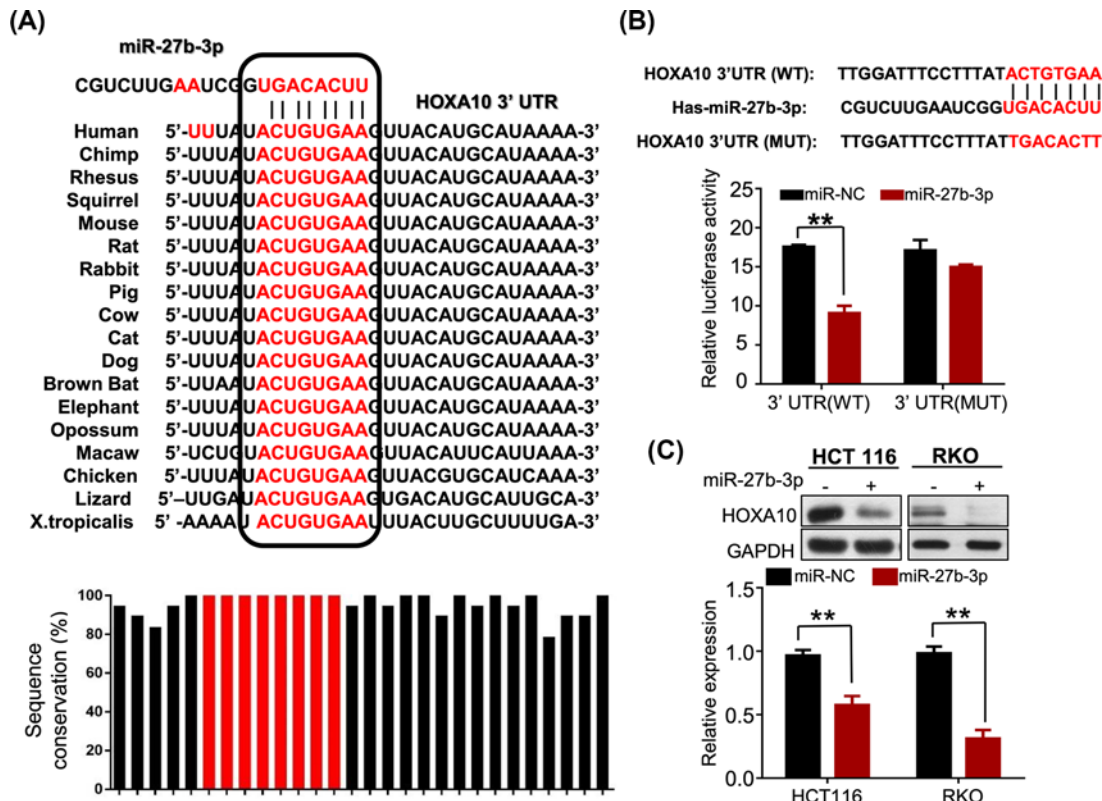 (A)
miR-27b-3p
CGUCUUGAAUCGGUGACACUU
HOXA10 3' UTR
Human 5'-UUUAUACUGUGAAGUUACAUGCAUAAAA-3'
Chimp 5'-UUUAUACUGUGAAGUUACAUGCAUAAAA-3'
Rhesus 5'-UUUAUACUGUGAAGUUACAUGCAUAAAA-3'
Squirrel 5'-UUUAUACUGUGAAGUUACAUGCAUAAAA-3'
Mouse 5'-UUUAUACUGUGAAGUUACAUGCAUAAAA-3'
Rat 5'-UUUAUACUGUGAAGUUACAUGCAUAAAA-3'
Rabbit 5'-UUUAUACUGUGAAGUUACAUGCAUAAAA-3'
Pig 5'-UUUAUACUGUGAAGUUACAUGCAUAAAA-3'
Cow 5'-UUUAUACUGUGAAGUUACAUGCAUAAAA-3'
Cat 5'-UUUAUACUGUGAAGUUACAUGCAUAAAA-3'
Dog 5'-UUUAUACUGUGAAGUUACAUGCAUAAAA-3'
Brown Bat 5'-UUAAUACUGUGAAGUUACAUGCAUAAAA-3'
Elephant 5'-UUUAUACUGUGAAGUUACAUGCAUAAAA-3'
Opossum 5'-UUUAUACUGUGAAGUUACAUGCAUAAAA-3'
Macaw 5'-UCUGUACUGUGAAGUUACAUUCAUUAAA-3'
Chicken 5'-UUUAUACUGUGAAGUUACGUGCAUCAAA-3'
Lizard 5'–UUGAUACUGUGAAGUGACAUGCAUUGCA-3'
X.tropicalis 5' -AAAAUACUGUGAAUUUACUUGCUUUUGA-3'
Sequence
conservation (%)
100
80
60
40
20
0
(B)
HOXA10 3'UTR (WT): TTGGATTTCCTTTATACTGTGAA
Has-miR-27b-3p: CGUCUUGAAUCGGUGACACUU
HOXA10 3'UTR (MUT): TTGGATTTCCTTTATTGACACTT
Relative luciferase activity
25
20
15
10
5
0
miR-NC
miR-27b-3p
**
3' UTR(WT)
3' UTR(MUT)
(C)
HCT 116
RKO
miR-27b-3p - + - +
HOXA10
GAPDH
miR-NC
miR-27b-3p
Relative expression
1.5
1.0
0.5
0.0
**
**
HCT116
RKO